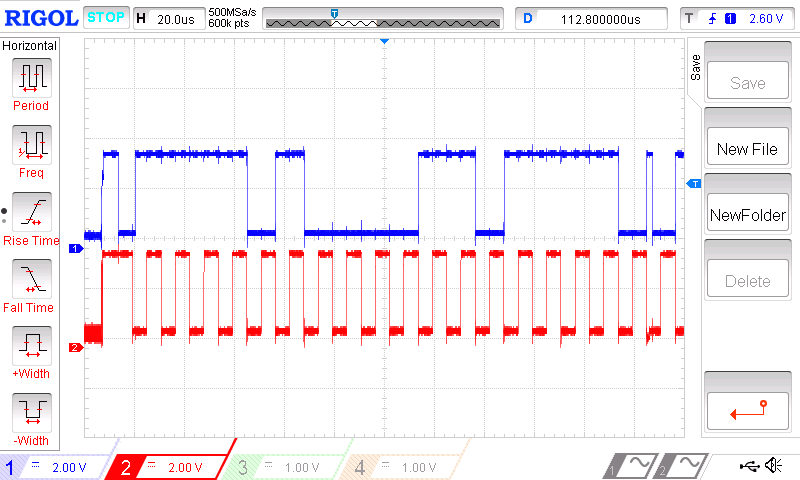 RIGOL STOP H 20.0us 500MSa/s 600k pts T D 112.800000us T 1 2.60 V
Horizontal
Period
Freq
Rise Time
Fall Time
+Width
-Width
T
1
2
Save
Save
New File
NewFolder
Delete
1 2.00 V 2 2.00 V 3 1.00 V 4 1.00 V 1 2